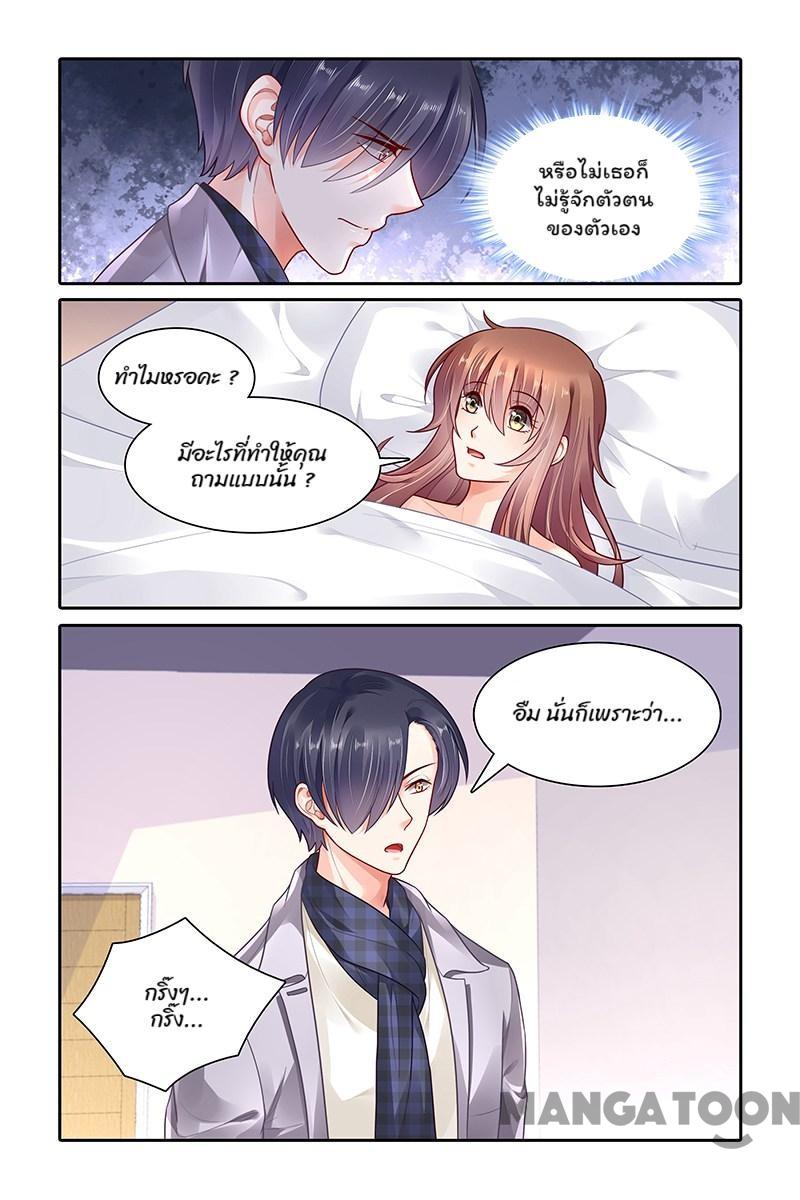 หรือไม่เธอก็
ไม่รู้จักตัวตน
ของตัวเอง
ทำไมหรอคะ ?
มีอะไรที่ทำให้คุณ
ถามแบบนั้น ?
อืม นั่นก็เพราะว่า...
กริ๊งๆ...
กริ๊ง...
MANGATOON